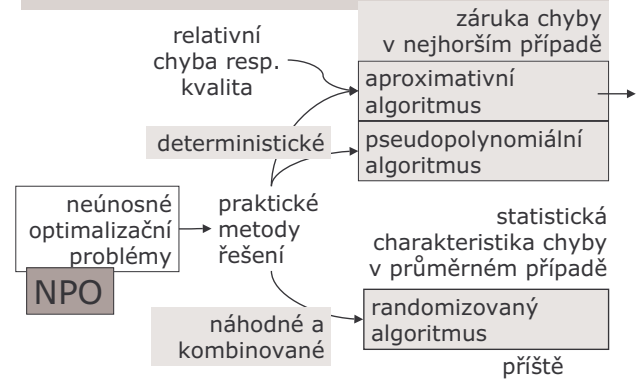 záruka chyby
v nejhorším případě
relativní
chyba resp.
kvalita
aproximativní
algoritmus
deterministické
pseudopolynomiální
algoritmus
neúnosné
optimalizační
problémy
NPO
praktické
metody
řešení
statistická
charakteristika chyby
v průměrném případě
náhodné a
kombinované
randomizovaný
algoritmus
příště